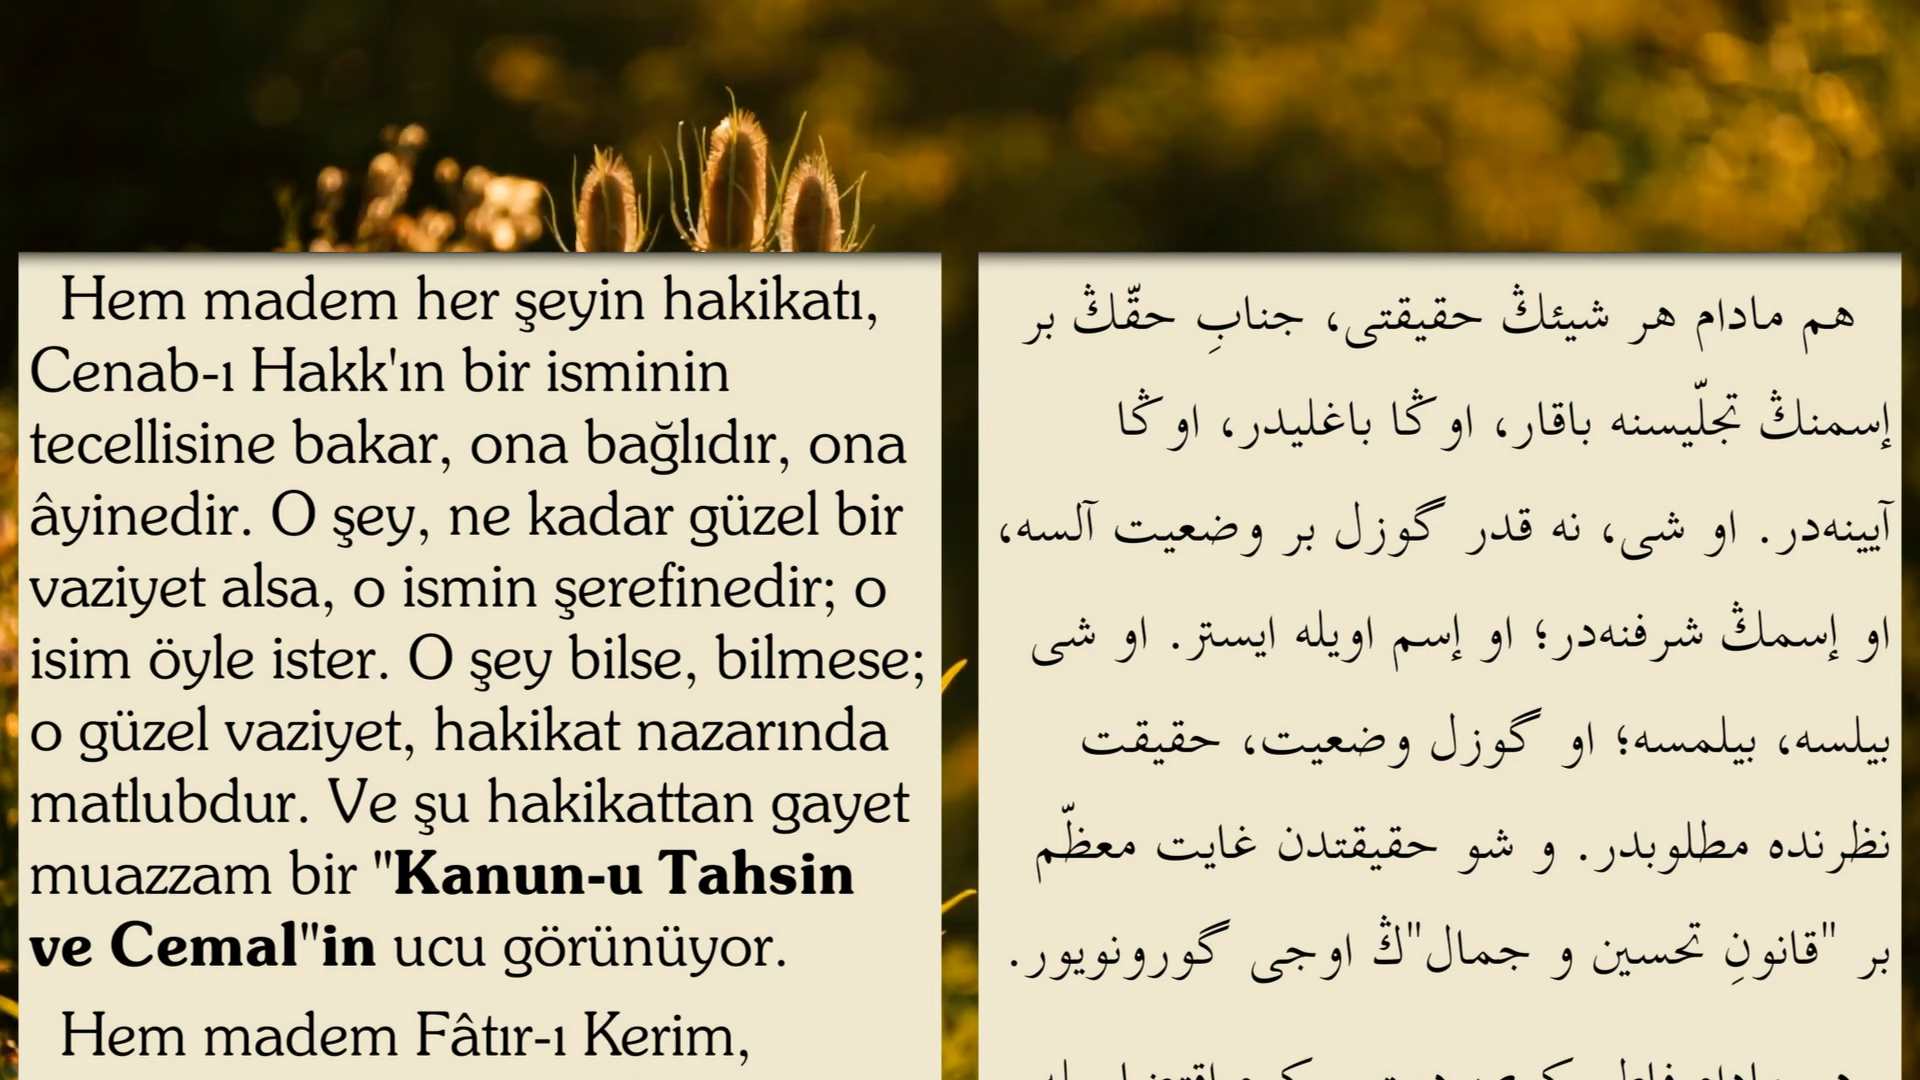 Hem madem her şeyin hakikatı,
Cenab-ı Hakk'ın bir isminin
tecellisine bakar, ona bağlıdır, ona
âyinedir. O şey, ne kadar güzel bir
vaziyet alsa, o ismin şerefinedir; o
isim öyle ister. O şey bilse, bilmese;
o güzel vaziyet, hakikat nazarında
matlubdur. Ve şu hakikattan gayet
muazzam bir "Kanun-u Tahsin
ve Cemal"in ucu görünüyor.
Hem madem Fâtır-ı Kerim,
هم مادام هر شيئڭ حقيقتى، جنابِ حقّڭ بر
إسمنڭ تجلّيسنه باقار، اوڭا باغليدر، اوڭا
آيينه‌در. او شى، نه قدر گوزل بر وضعيت آلسه،
او إسمڭ شرفنه‌در؛ او إسم اويله ايستر. او شى
بيلسه، بيلمسه؛ او گوزل وضعيت، حقيقت
نظرنده مطلوبدر. و شو حقيقتدن غايت معظّم
بر "قانونِ تحسين و جمال"ڭ اوجى گورونويور.